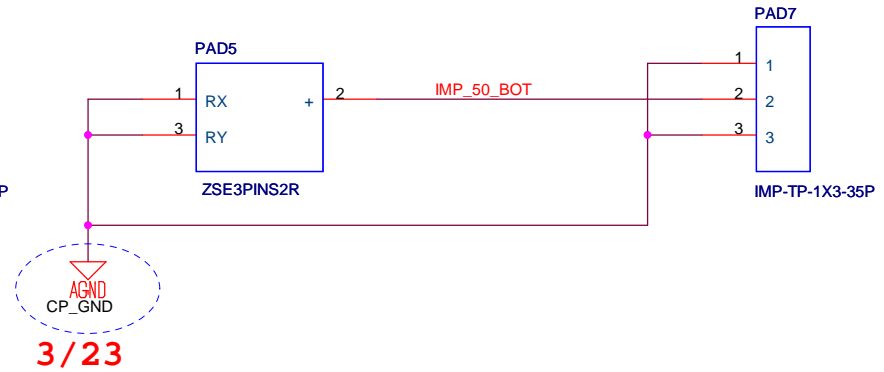 PAD7
PAD5
1 RX
+ 2
IMP_50_BOT
3 RY
1 1
2 2
3 3
P
ZSE3PINS2R
IMP-TP-1X3-35P
AGND
CP_GND
3/23